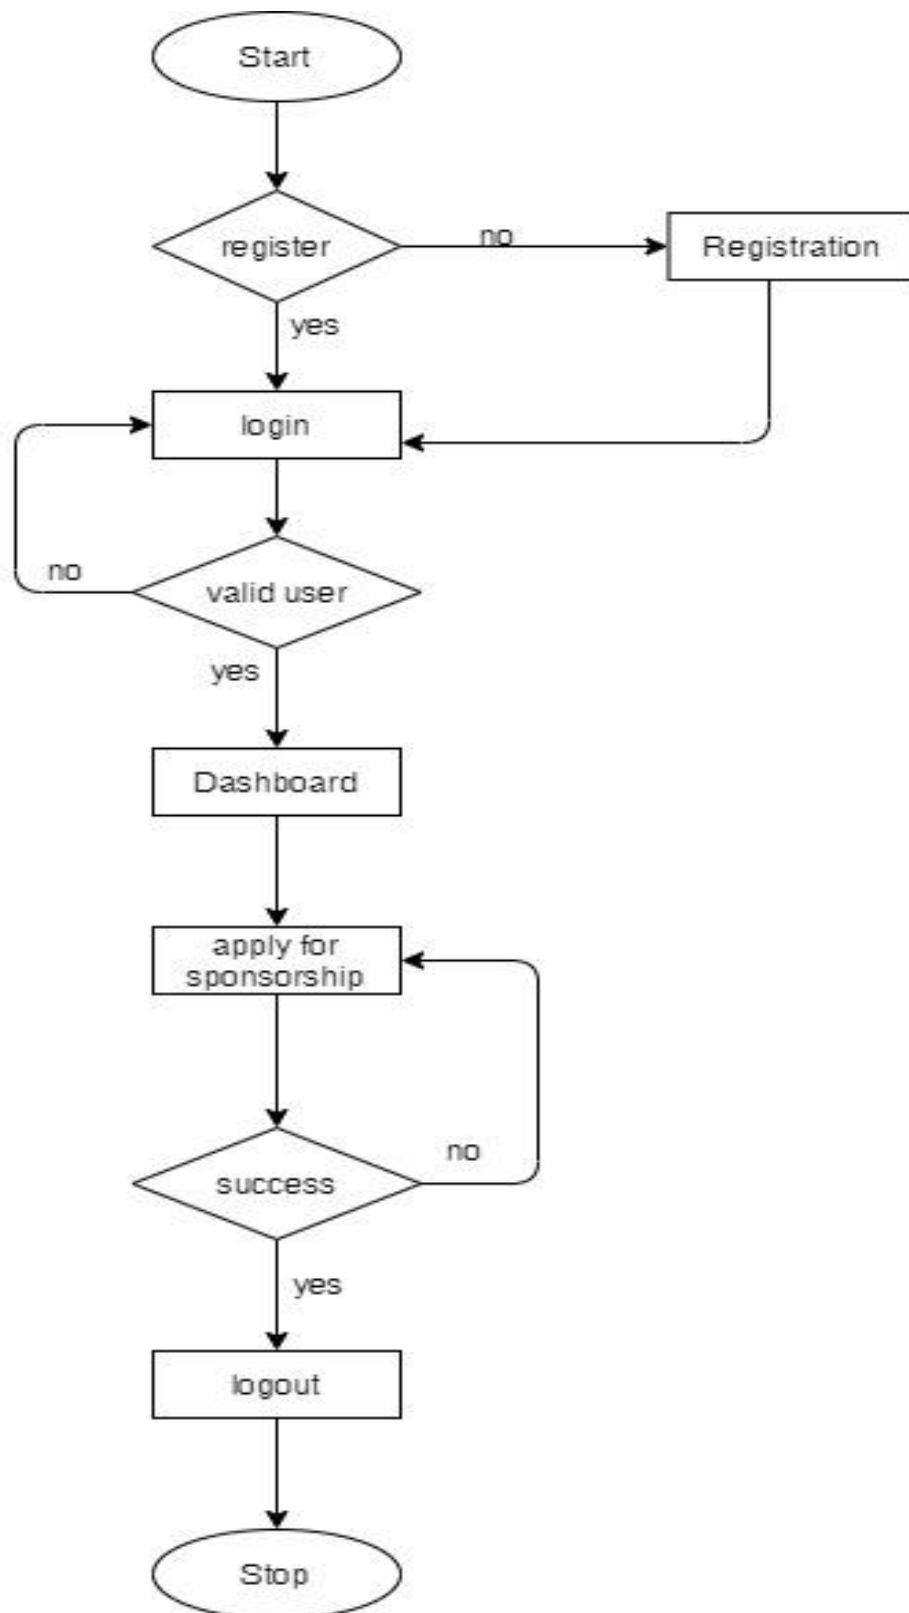 Start
register
no
Registration
yes
login
no
valid user
yes
Dashboard
apply for
sponsorship
no
success
yes
logout
Stop